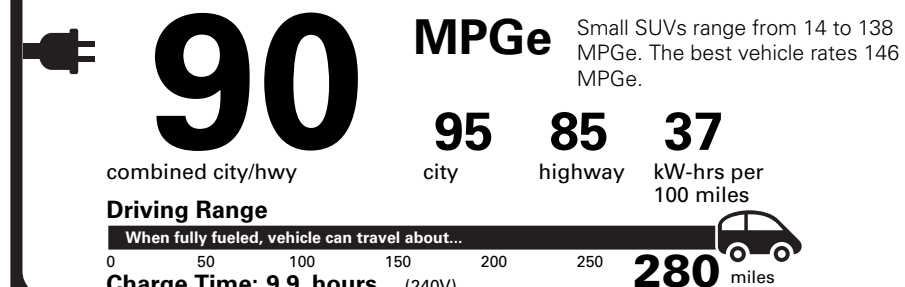 90
MPGe
Small SUVs range from 14 to 138
MPGe. The best vehicle rates 146
MPGe.
combined city/hwy
95 city
85 highway
37 kW-hrs per
100 miles
Driving Range
When fully fueled, vehicle can travel about...
0 50 100 150 200 250 280 miles
Charge Time: 9.9 hours (240V)